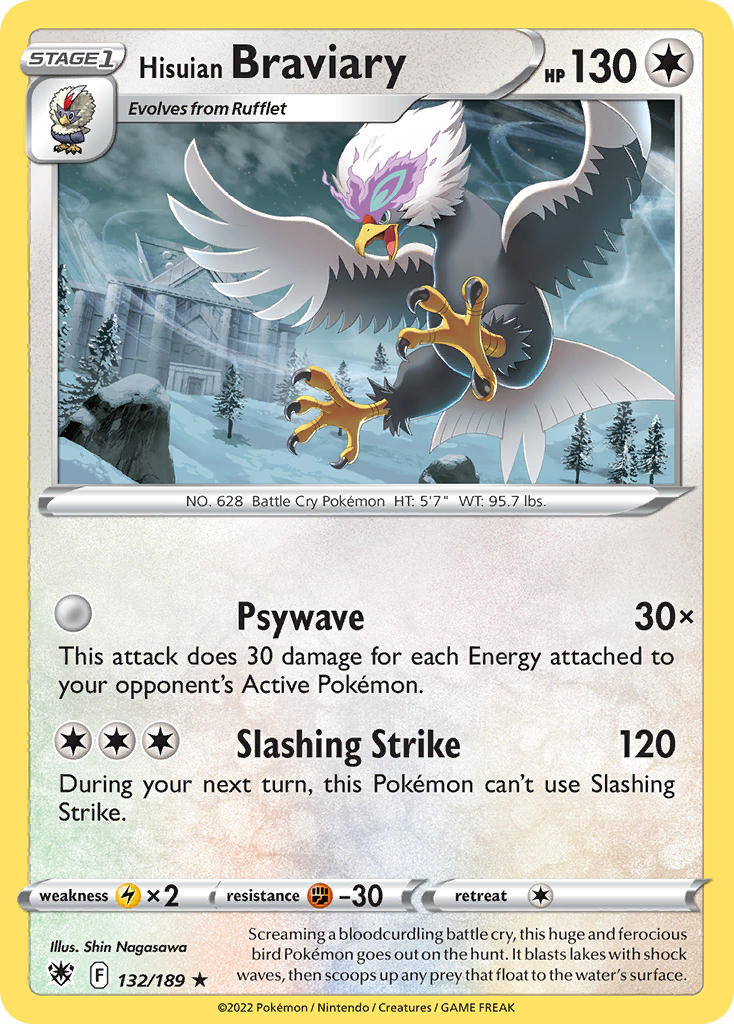 STAGE1
Hisuian Braviary
HP 130
Evolves from Rufflet
NO. 628 Battle Cry Pokémon HT: 5'7" WT: 95.7 lbs.
Psywave 30×
This attack does 30 damage for each Energy attached to
your opponent's Active Pokémon.
Slashing Strike 120
During your next turn, this Pokémon can't use Slashing
Strike.
weakness ×2 resistance -30 retreat
Illus. Shin Nagasawa
F 132/189 ★
Screaming a bloodcurdling battle cry, this huge and ferocious
bird Pokémon goes out on the hunt. It blasts lakes with shock
waves, then scoops up any prey that float to the water's surface.
©2022 Pokémon / Nintendo / Creatures / GAME FREAK